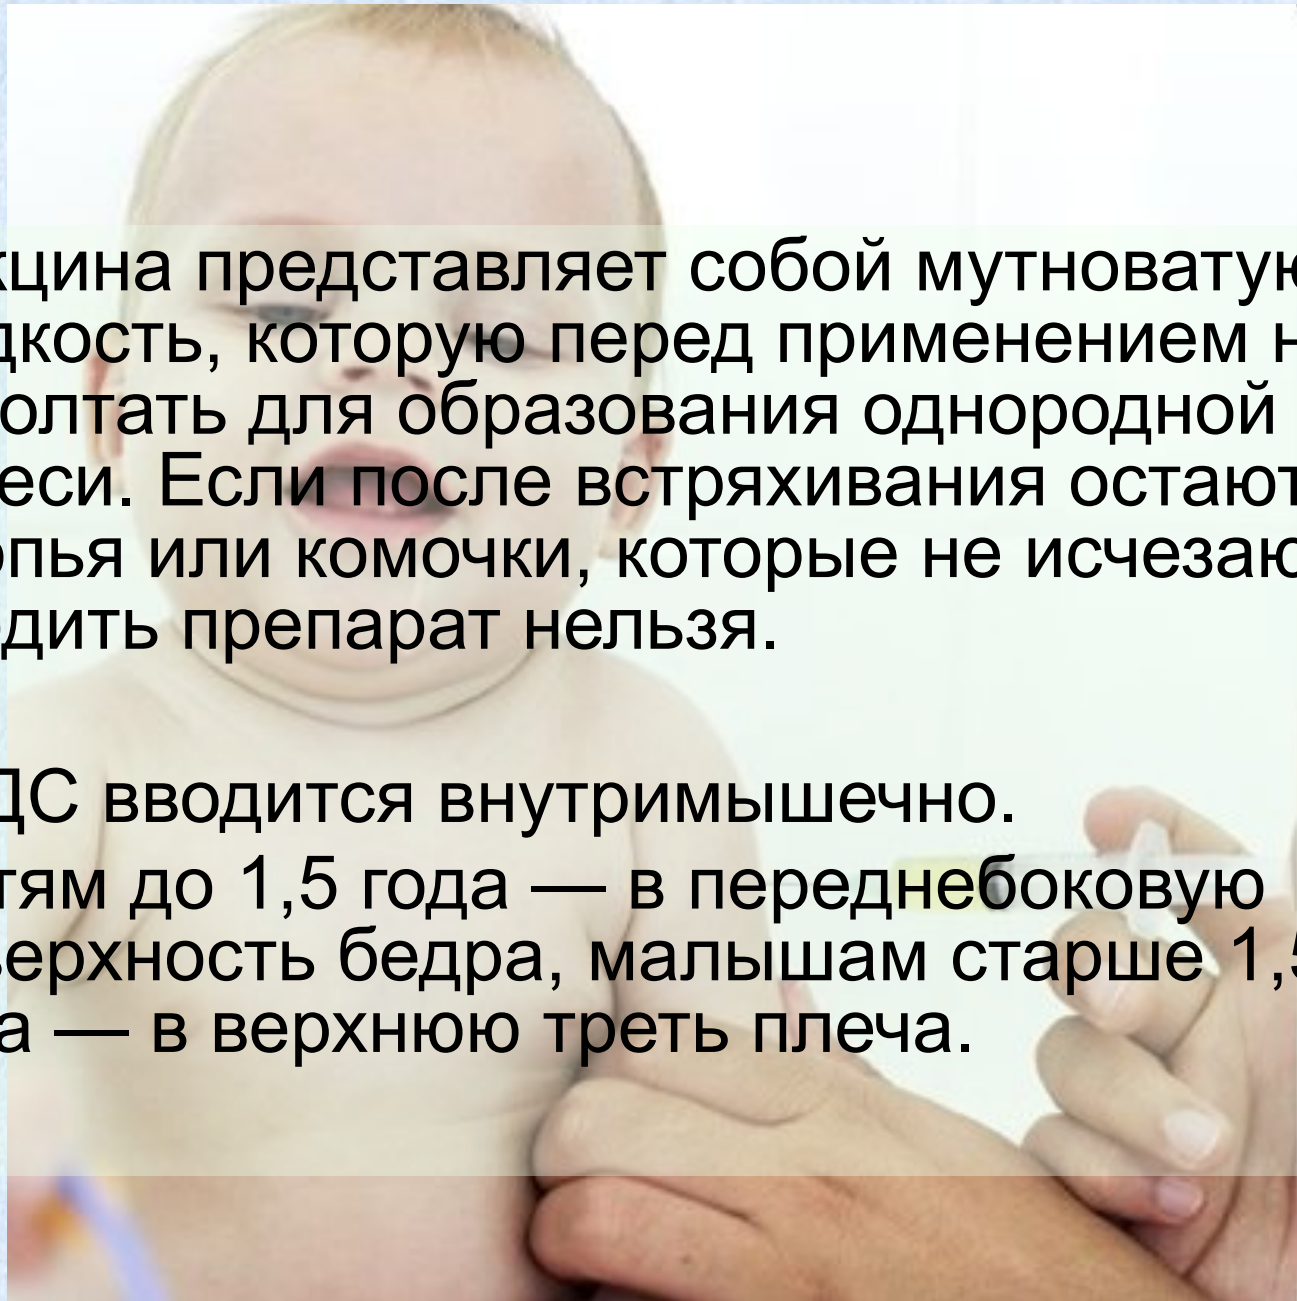 кцина представляет собой мутноватую
дкость, которую перед применением н
олтать для образования однородной
еси. Если после встряхивания остают
опья или комочки, которые не исчезаю
дить препарат нельзя.
ДС вводится внутримышечно.
тям до 1,5 года — в переднебоковую
верхность бедра, малышам старше 1,5
а — в верхнюю треть плеча.